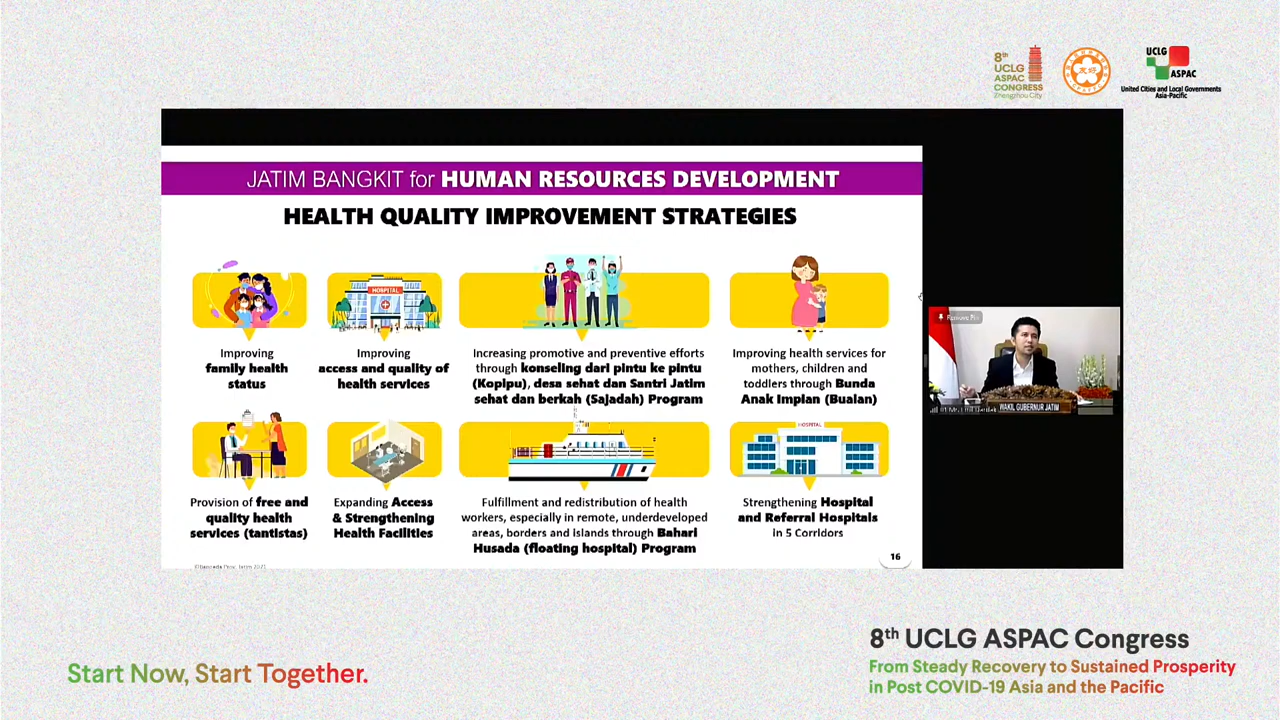 8th
UCLG
ASPAC
CONGRESS
Zhengzhou City
UCLG
ASPAC
United Cities and Local Governments
Asia-Pacific
JATIM BANGKIT for HUMAN RESOURCES DEVELOPMENT
HEALTH QUALITY IMPROVEMENT STRATEGIES
HOSPITAL
Improving
family health
status
Improving
access and quality of
health services
Increasing promotive and preventive efforts
through konseling dari pintu ke pintu
(Kopipu), desa sehat dan Santri Jatim
sehat dan berkah (Sajadah) Program
Improving health services for
mothers, children and
toddlers through Bunda
Anak Impian (Bualan)
HOSPITAL
Provision of free and
quality health
services (tantistas)
Expanding Access
& Strengthening
Health Facilities
Fulfillment and redistribution of health
workers, especially in remote, underdeveloped
areas, borders and islands through Bahari
Husada (floating hospital) Program
Strengthening Hospital
and Referral Hospitals
in 5 Corridors
16
Remove Pin
WAKIL GUBERNUR JATIM
Start Now, Start Together.
8th UCLG ASPAC Congress
From Steady Recovery to Sustained Prosperity
in Post COVID-19 Asia and the Pacific